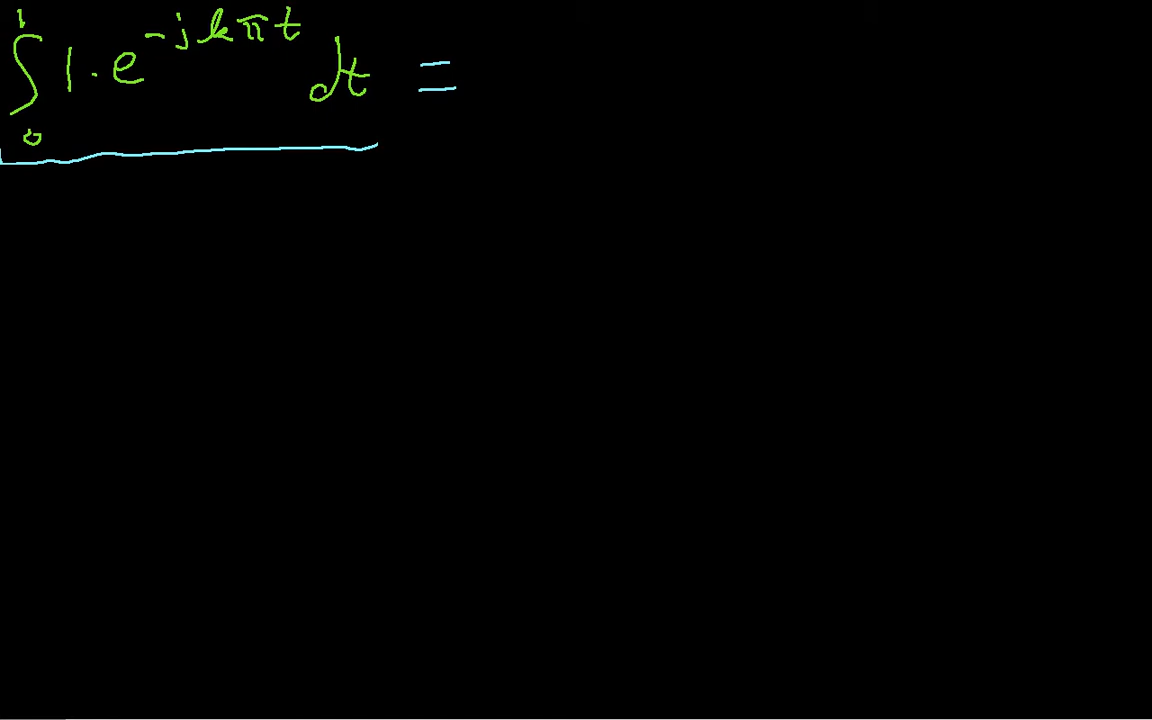 ∫₀¹ 1·e^{-jkπt} dt =